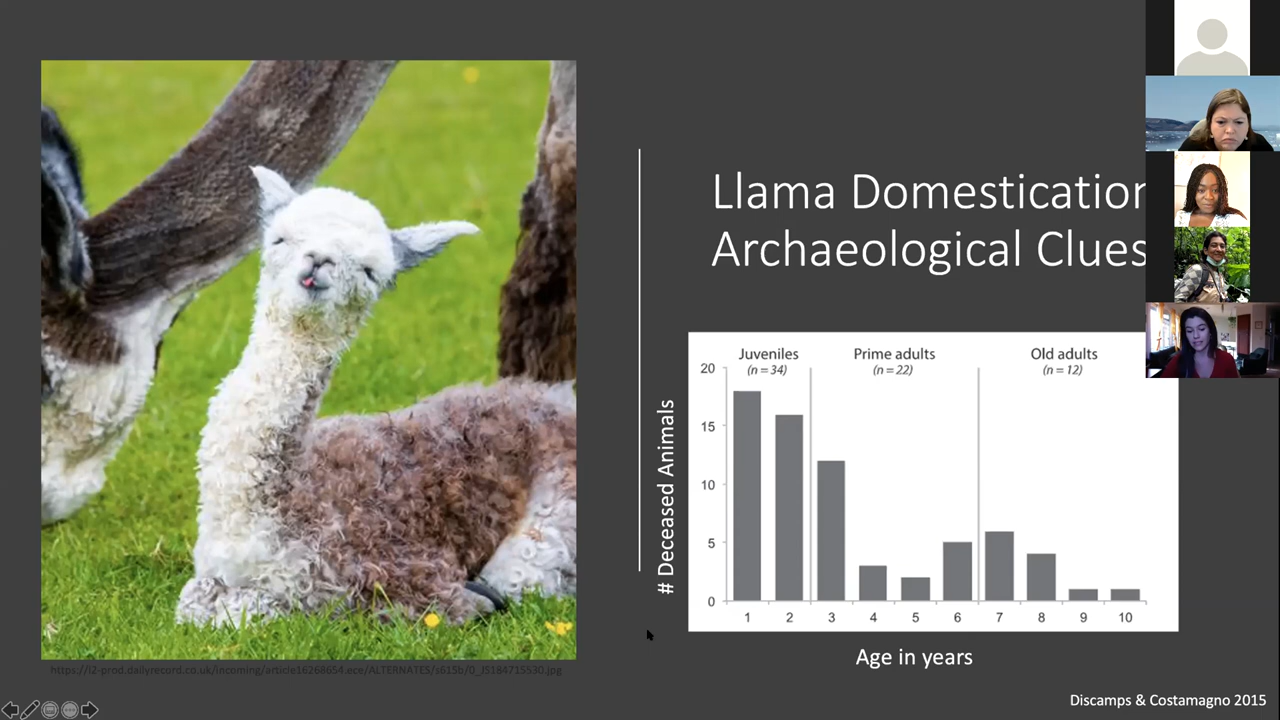 Llama Domestication
Archaeological Clues
Juveniles
(n = 34)
Prime adults
(n = 22)
Old adults
(n = 12)
# Deceased Animals
20
15
10
5
0
1 2 3 4 5 6 7 8 9 10
Age in years
https://i2-prod.dailyrecord.co.uk/incoming/article16268654.ece/ALTERNATES/s615b/0_JS184715530.jpg
Discamps & Costamagno 2015